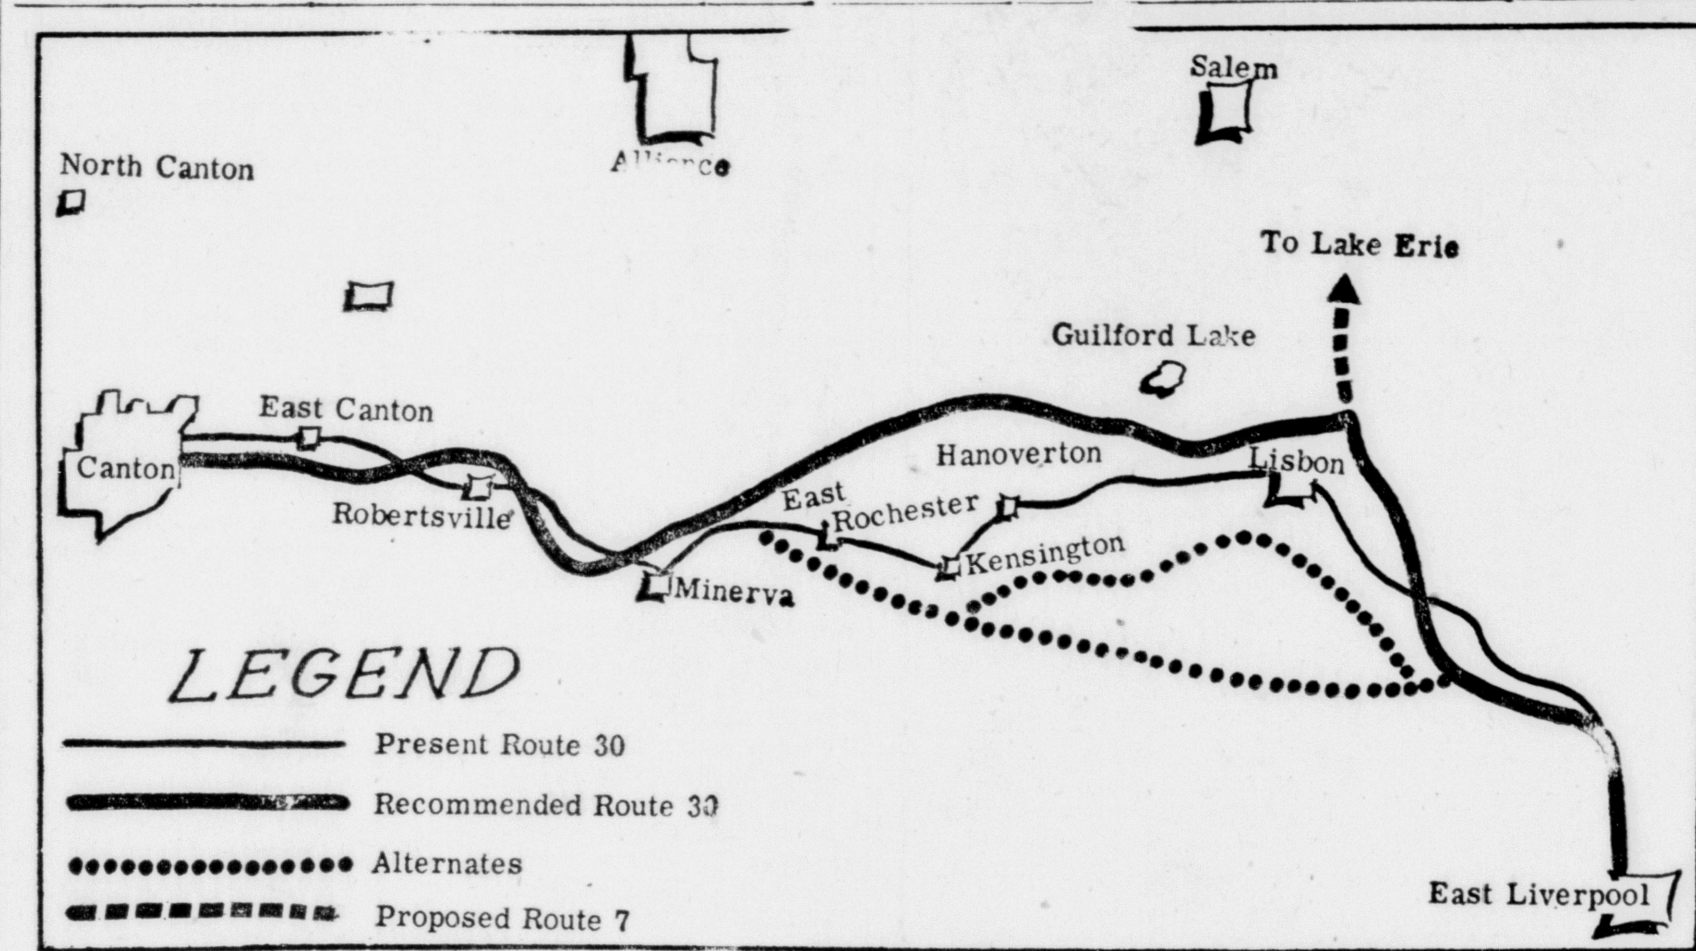 Salem
Alliance
North Canton
To Lake Erie
Guilford Lake
East Canton
Hanoverton
Lisbon
Canton
East
Rochester
Robertsville
Kensington
Minerva
LEGEND
Present Route 30
Recommended Route 30
Alternates
Proposed Route 7
East Liverpool